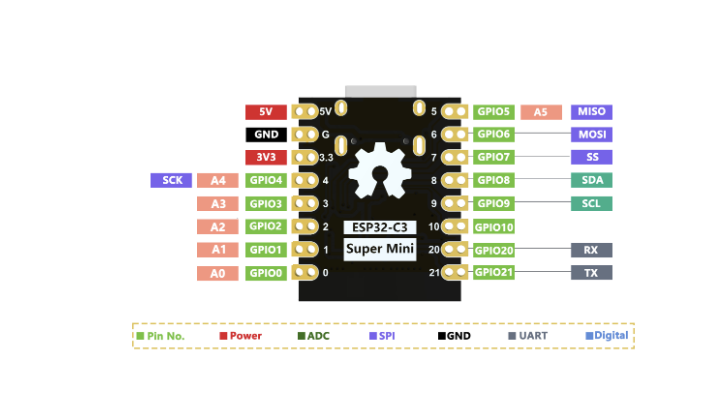 5V 5V 5 GPIO5 A5 MISO
GND G 6 GPIO6 MOSI
3V3 3.3 7 GPIO7 SS
SCK A4 GPIO4 4 8 GPIO8 SDA
A3 GPIO3 3 9 GPIO9 SCL
A2 GPIO2 2 ESP32-C3 10 GPIO10
A1 GPIO1 1 Super Mini 20 GPIO20 RX
A0 GPIO0 0 21 GPIO21 TX
Pin No. Power ADC SPI GND UART Digital